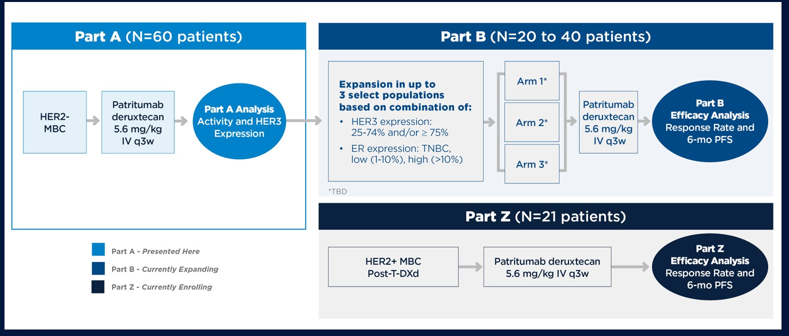 Part A (N=60 patients)
HER2-
MBC
Patritumab
deruxtecan
5.6 mg/kg
IV q3w
Part A Analysis
Activity and HER3
Expression
Part B (N=20 to 40 patients)
Expansion in up to
3 select populations
based on combination of:
• HER3 expression:
25-74% and/or ≥ 75%
• ER expression: TNBC,
low (1-10%), high (>10%)
Arm 1*
Arm 2*
Arm 3*
Patritumab
deruxtecan
5.6 mg/kg
IV q3w
Part B
Efficacy Analysis
Response Rate and
6-mo PFS
*TBD
Part Z (N=21 patients)
HER2+ MBC
Post-T-DXd
Patritumab deruxtecan
5.6 mg/kg IV q3w
Part Z
Efficacy Analysis
Response Rate and
6-mo PFS
Part A - Presented Here
Part B - Currently Expanding
Part Z - Currently Enrolling